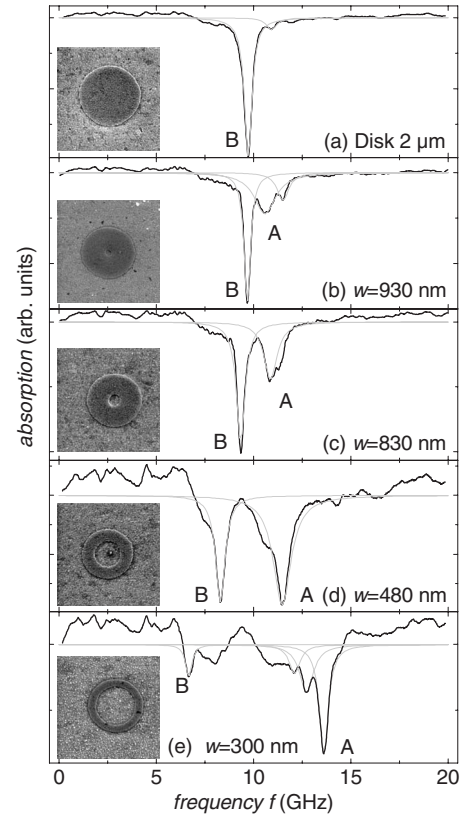 B
(a) Disk 2 µm
A
B
(b) w=930 nm
A
B
(c) w=830 nm
B
A
(d) w=480 nm
B
A
(e) w=300 nm
absorption (arb. units)
0
5
10
15
20
frequency f (GHz)